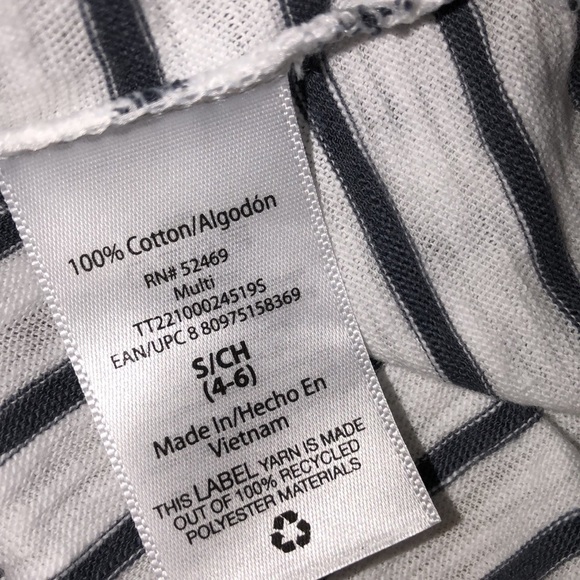 100% Cotton/Algodón
RN# 52469
Multi
TT22100024519S
EAN/UPC 8 80975158369
S/CH
(4-6)
Made In/Hecho En
Vietnam
THIS LABEL YARN IS MADE
OUT OF 100% RECYCLED
POLYESTER MATERIALS